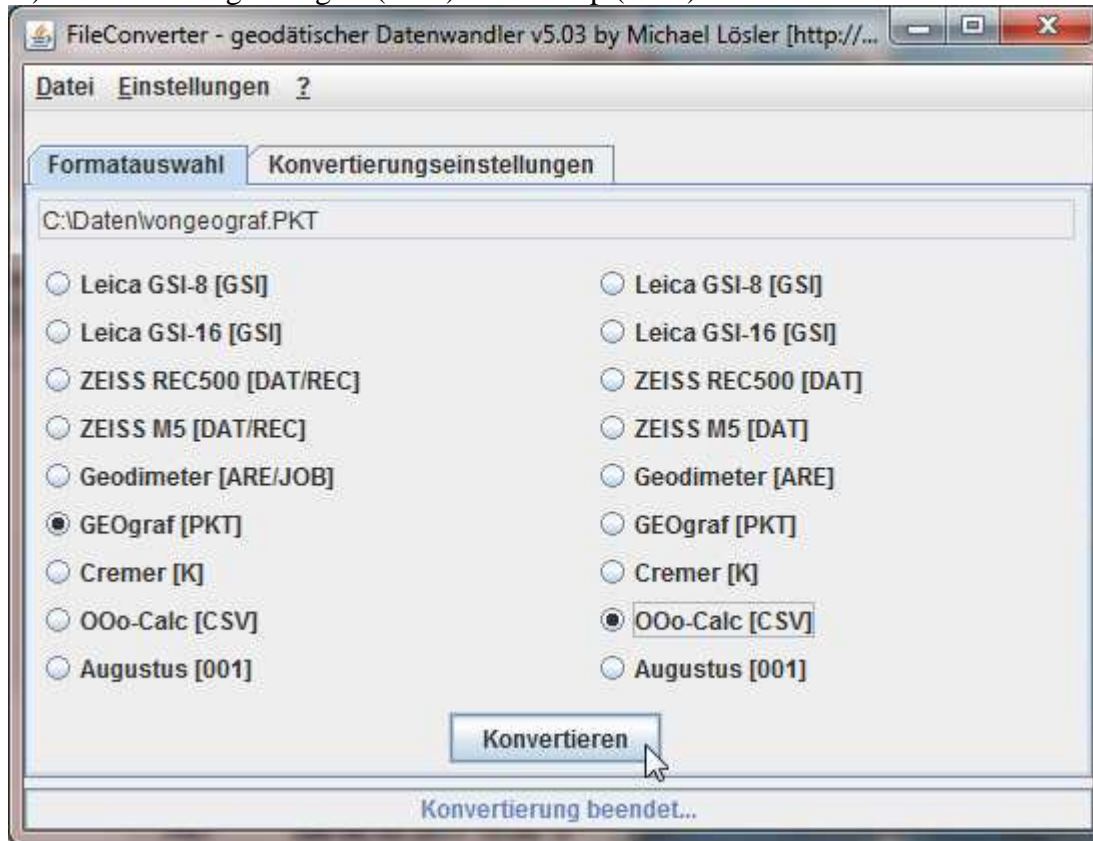 FileConverter - geodätischer Datenwandler v5.03 by Michael Lösler [http://...
Datei Einstellungen ?
Formatauswahl Konvertierungseinstellungen
C:\Daten\vongeograf.PKT
Leica GSI-8 [GSI] Leica GSI-8 [GSI]
Leica GSI-16 [GSI] Leica GSI-16 [GSI]
ZEISS REC500 [DAT/REC] ZEISS REC500 [DAT]
ZEISS M5 [DAT/REC] ZEISS M5 [DAT]
Geodimeter [ARE/JOB] Geodimeter [ARE]
GEOgraf [PKT] GEOgraf [PKT]
Cremer [K] Cremer [K]
OOo-Calc [CSV] OOo-Calc [CSV]
Augustus [001] Augustus [001]
Konvertieren
Konvertierung beendet...